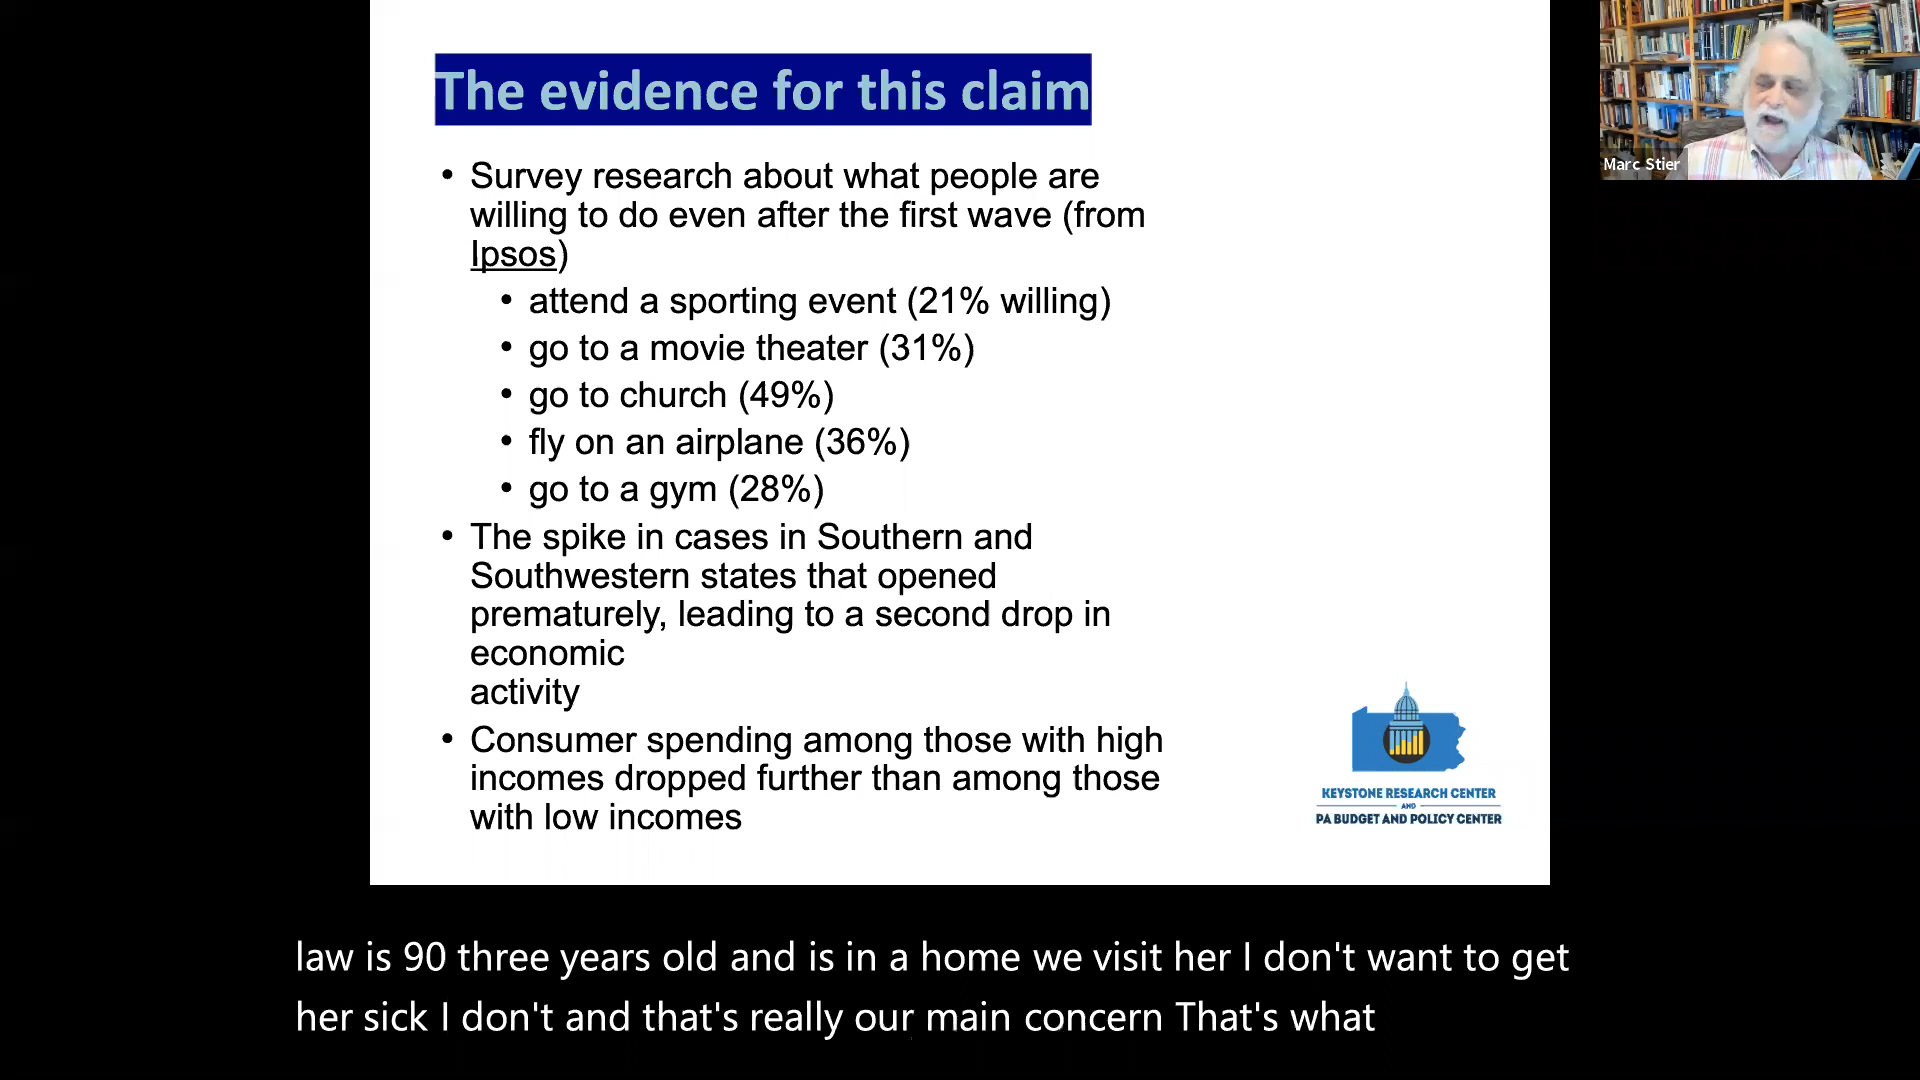 The evidence for this claim
• Survey research about what people are
willing to do even after the first wave (from
Ipsos)
• attend a sporting event (21% willing)
• go to a movie theater (31%)
• go to church (49%)
• fly on an airplane (36%)
• go to a gym (28%)
• The spike in cases in Southern and
Southwestern states that opened
prematurely, leading to a second drop in
economic
activity
• Consumer spending among those with high
incomes dropped further than among those
with low incomes
KEYSTONE RESEARCH CENTER
AND
PA BUDGET AND POLICY CENTER
Marc Stier
law is 90 three years old and is in a home we visit her I don't want to get
her sick I don't and that's really our main concern That's what